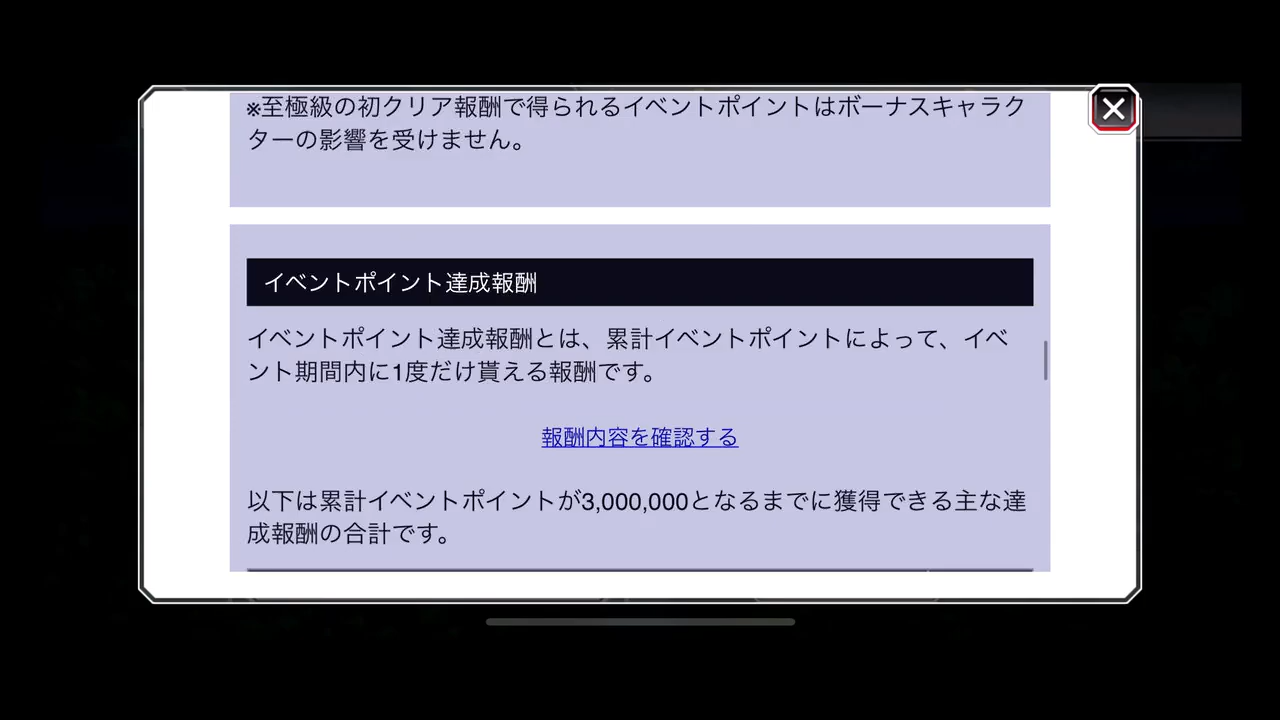 ※至極級の初クリア報酬で得られるイベントポイントはボーナスキャラク
ターの影響を受けません。
イベントポイント達成報酬
イベントポイント達成報酬とは、累計イベントポイントによって、イベ
ント期間内に1度だけ貰える報酬です。
報酬内容を確認する
以下は累計イベントポイントが3,000,000となるまでに獲得できる主な達
成報酬の合計です。